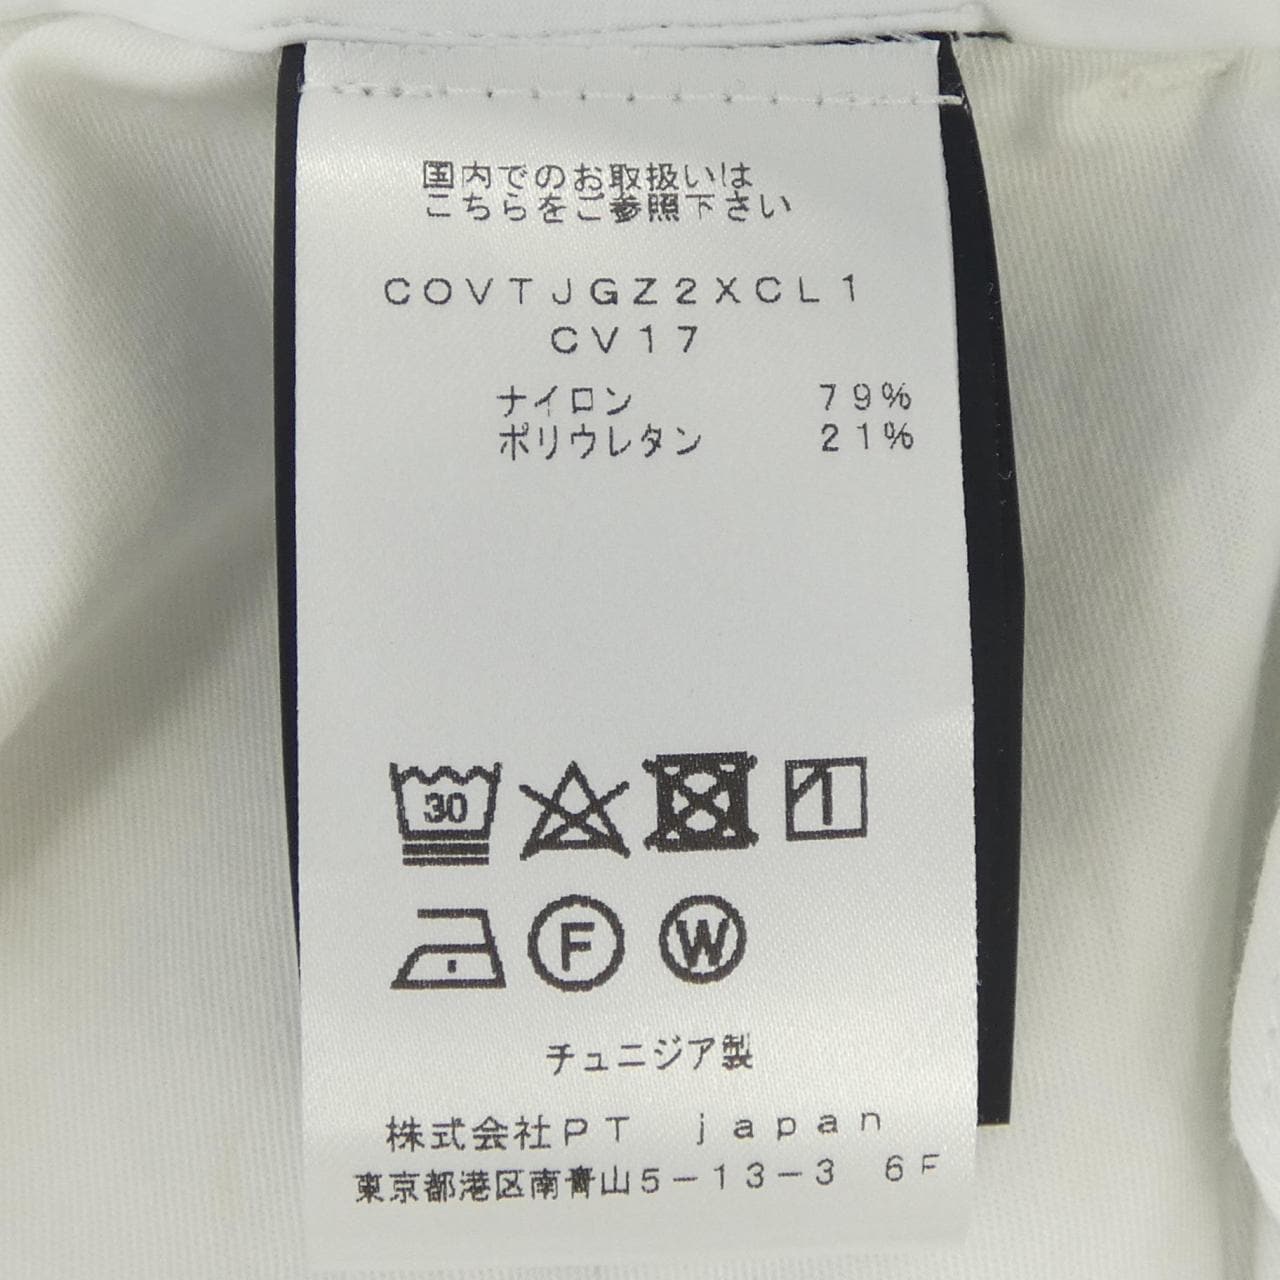 国内でのお取扱いは
こちらをご参照下さい
COVTJGZ2XCL1
CV17
ナイロン 79%
ポリウレタン 21%
30
F W
チュニジア製
株式会社PT japan
東京都港区南青山5-13-3 6F